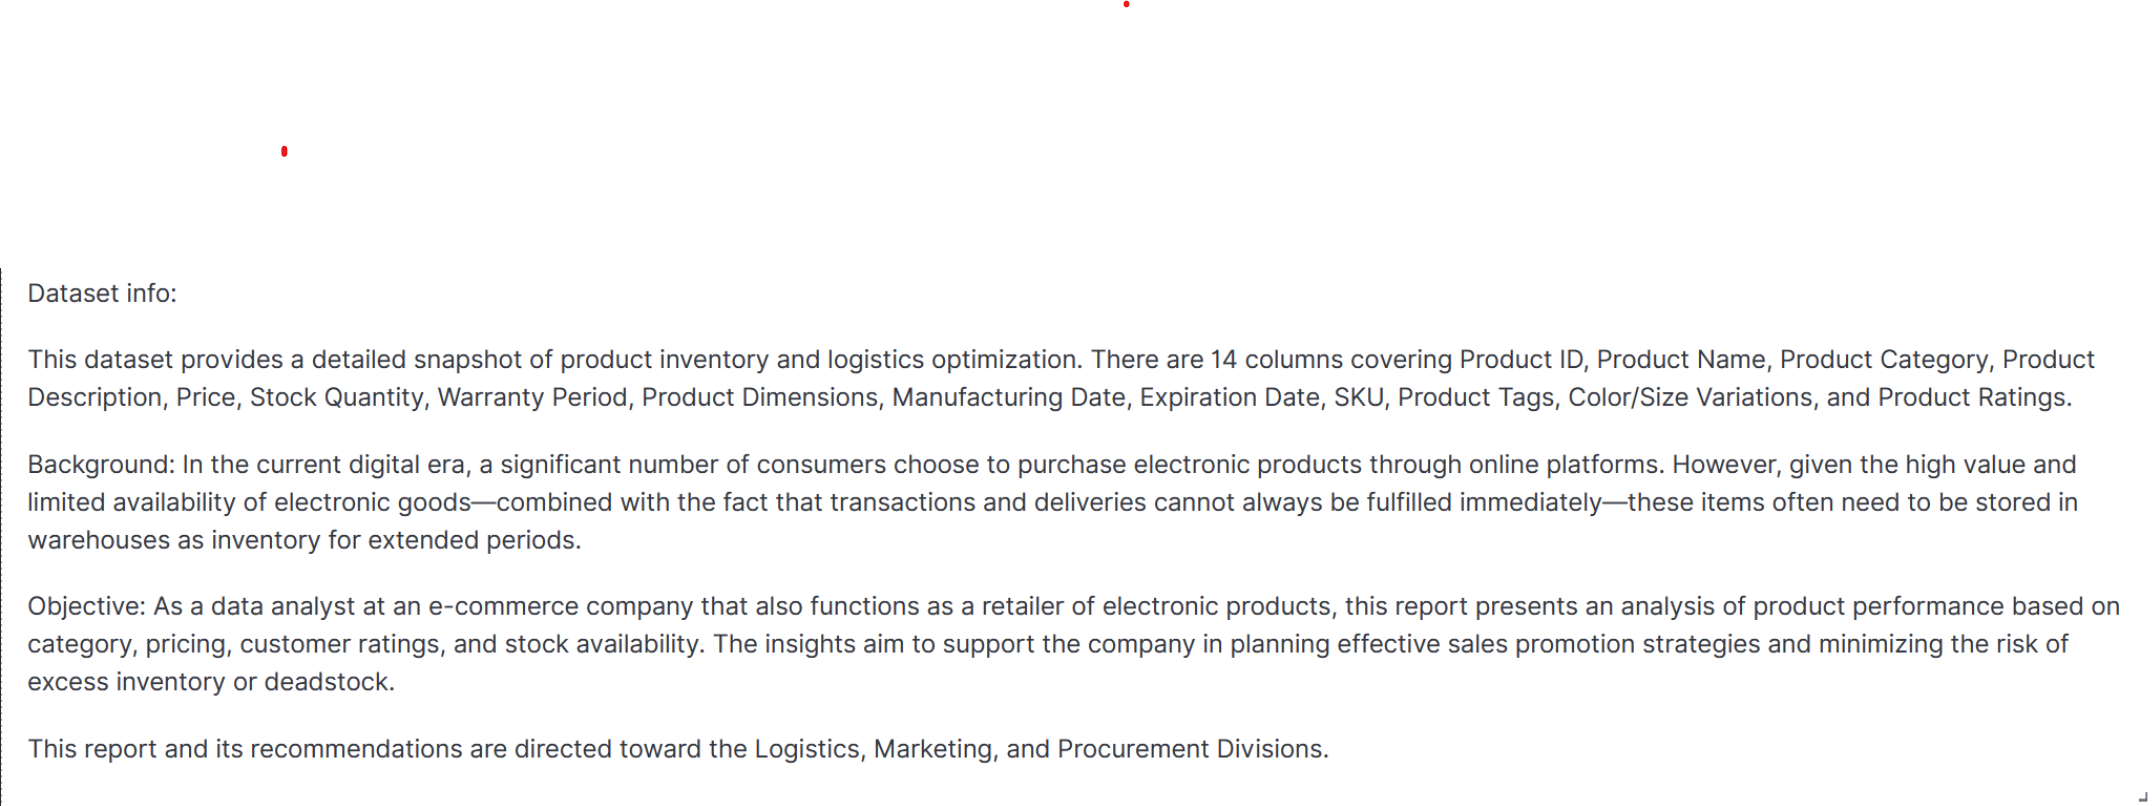 Dataset info:
This dataset provides a detailed snapshot of product inventory and logistics optimization. There are 14 columns covering Product ID, Product Name, Product Category, Product
Description, Price, Stock Quantity, Warranty Period, Product Dimensions, Manufacturing Date, Expiration Date, SKU, Product Tags, Color/Size Variations, and Product Ratings.
Background: In the current digital era, a significant number of consumers choose to purchase electronic products through online platforms. However, given the high value and
limited availability of electronic goods—combined with the fact that transactions and deliveries cannot always be fulfilled immediately—these items often need to be stored in
warehouses as inventory for extended periods.
Objective: As a data analyst at an e-commerce company that also functions as a retailer of electronic products, this report presents an analysis of product performance based on
category, pricing, customer ratings, and stock availability. The insights aim to support the company in planning effective sales promotion strategies and minimizing the risk of
excess inventory or deadstock.
This report and its recommendations are directed toward the Logistics, Marketing, and Procurement Divisions.